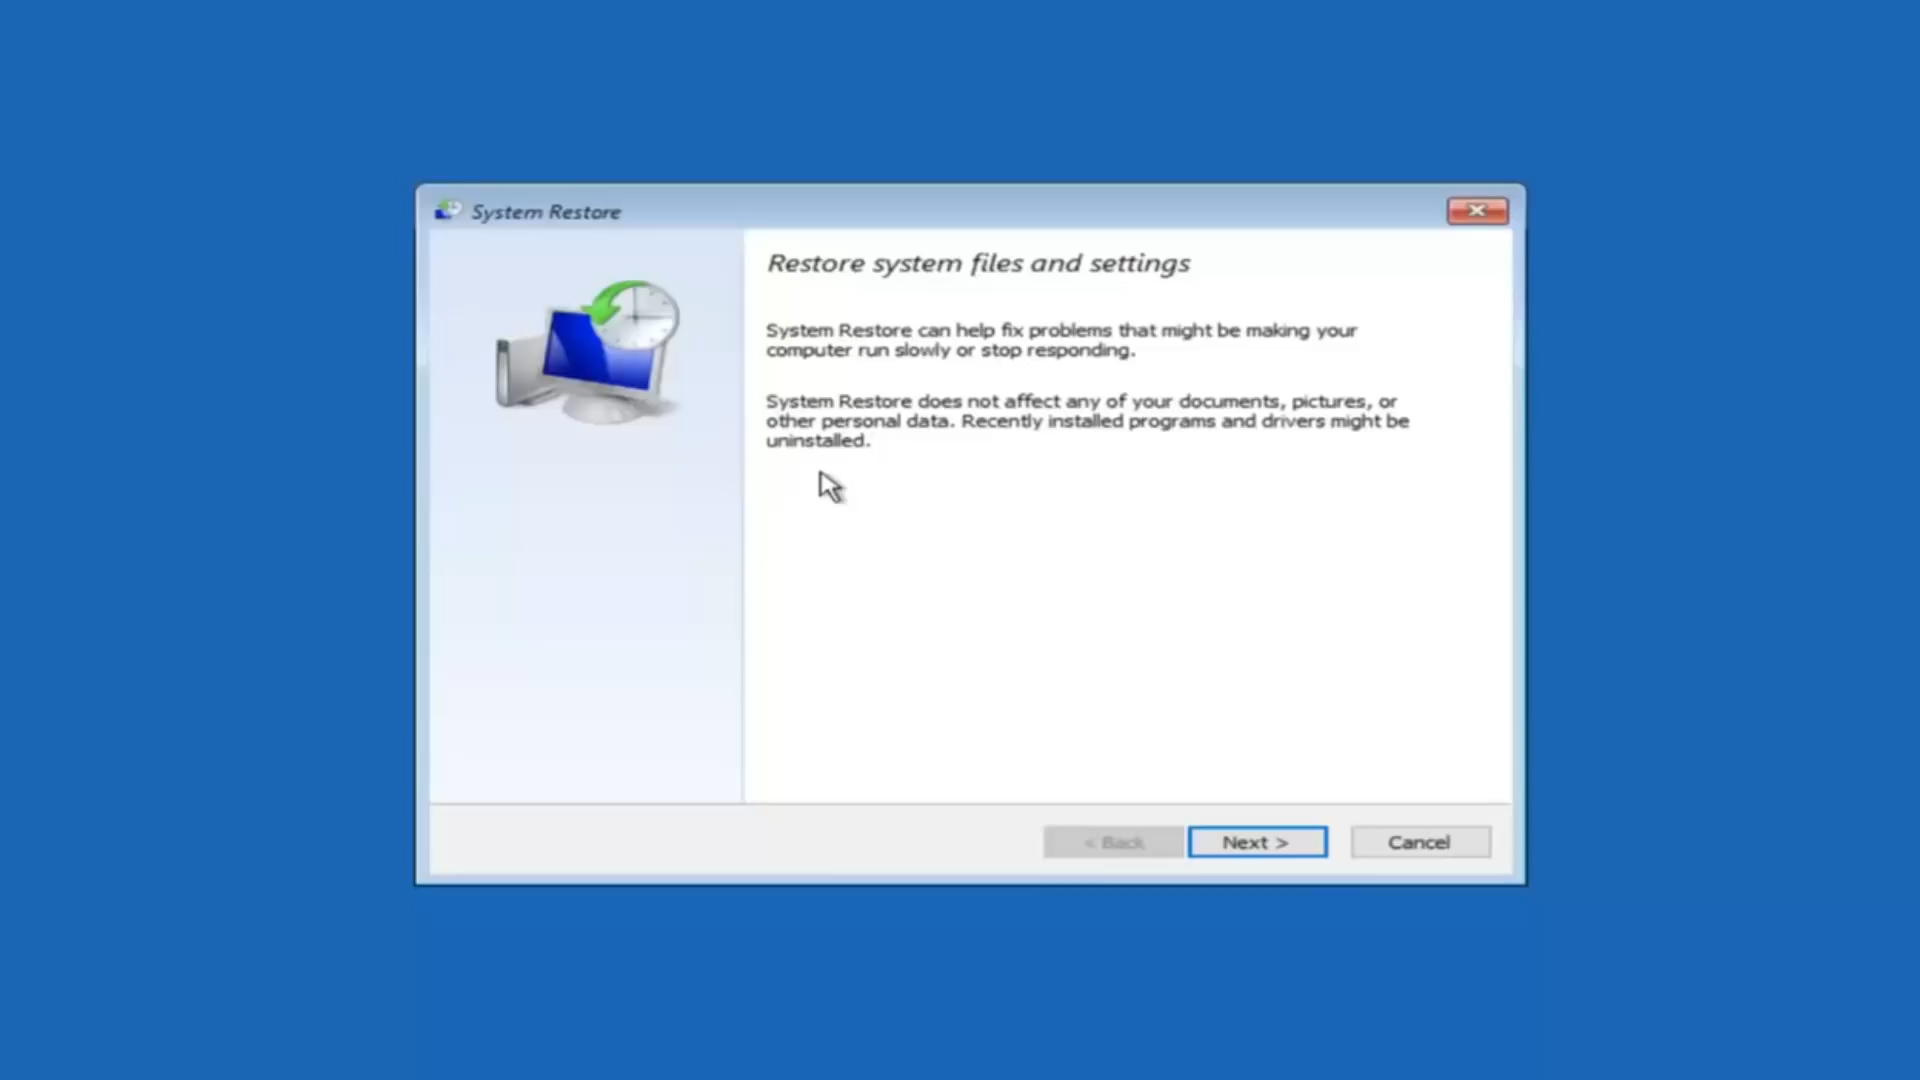 System Restore
Restore system files and settings
System Restore can help fix problems that might be making your
computer run slowly or stop responding.
System Restore does not affect any of your documents, pictures, or
other personal data. Recently installed programs and drivers might be
uninstalled.
< Back
Next >
Cancel